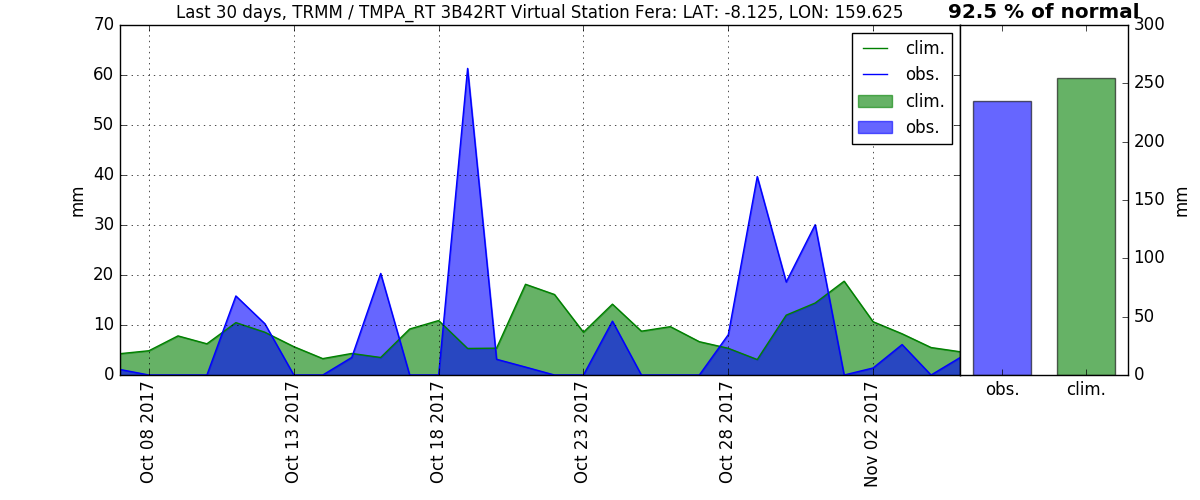 Last 30 days, TRMM / TMPA_RT 3B42RT Virtual Station Fera: LAT: -8.125, LON: 159.625
92.5 % of normal
70
60
50
40
30
20
10
0
mm
clim.
obs.
clim.
obs.
Oct 08 2017
Oct 13 2017
Oct 18 2017
Oct 23 2017
Oct 28 2017
Nov 02 2017
300
250
200
150
100
50
0
mm
obs.
clim.